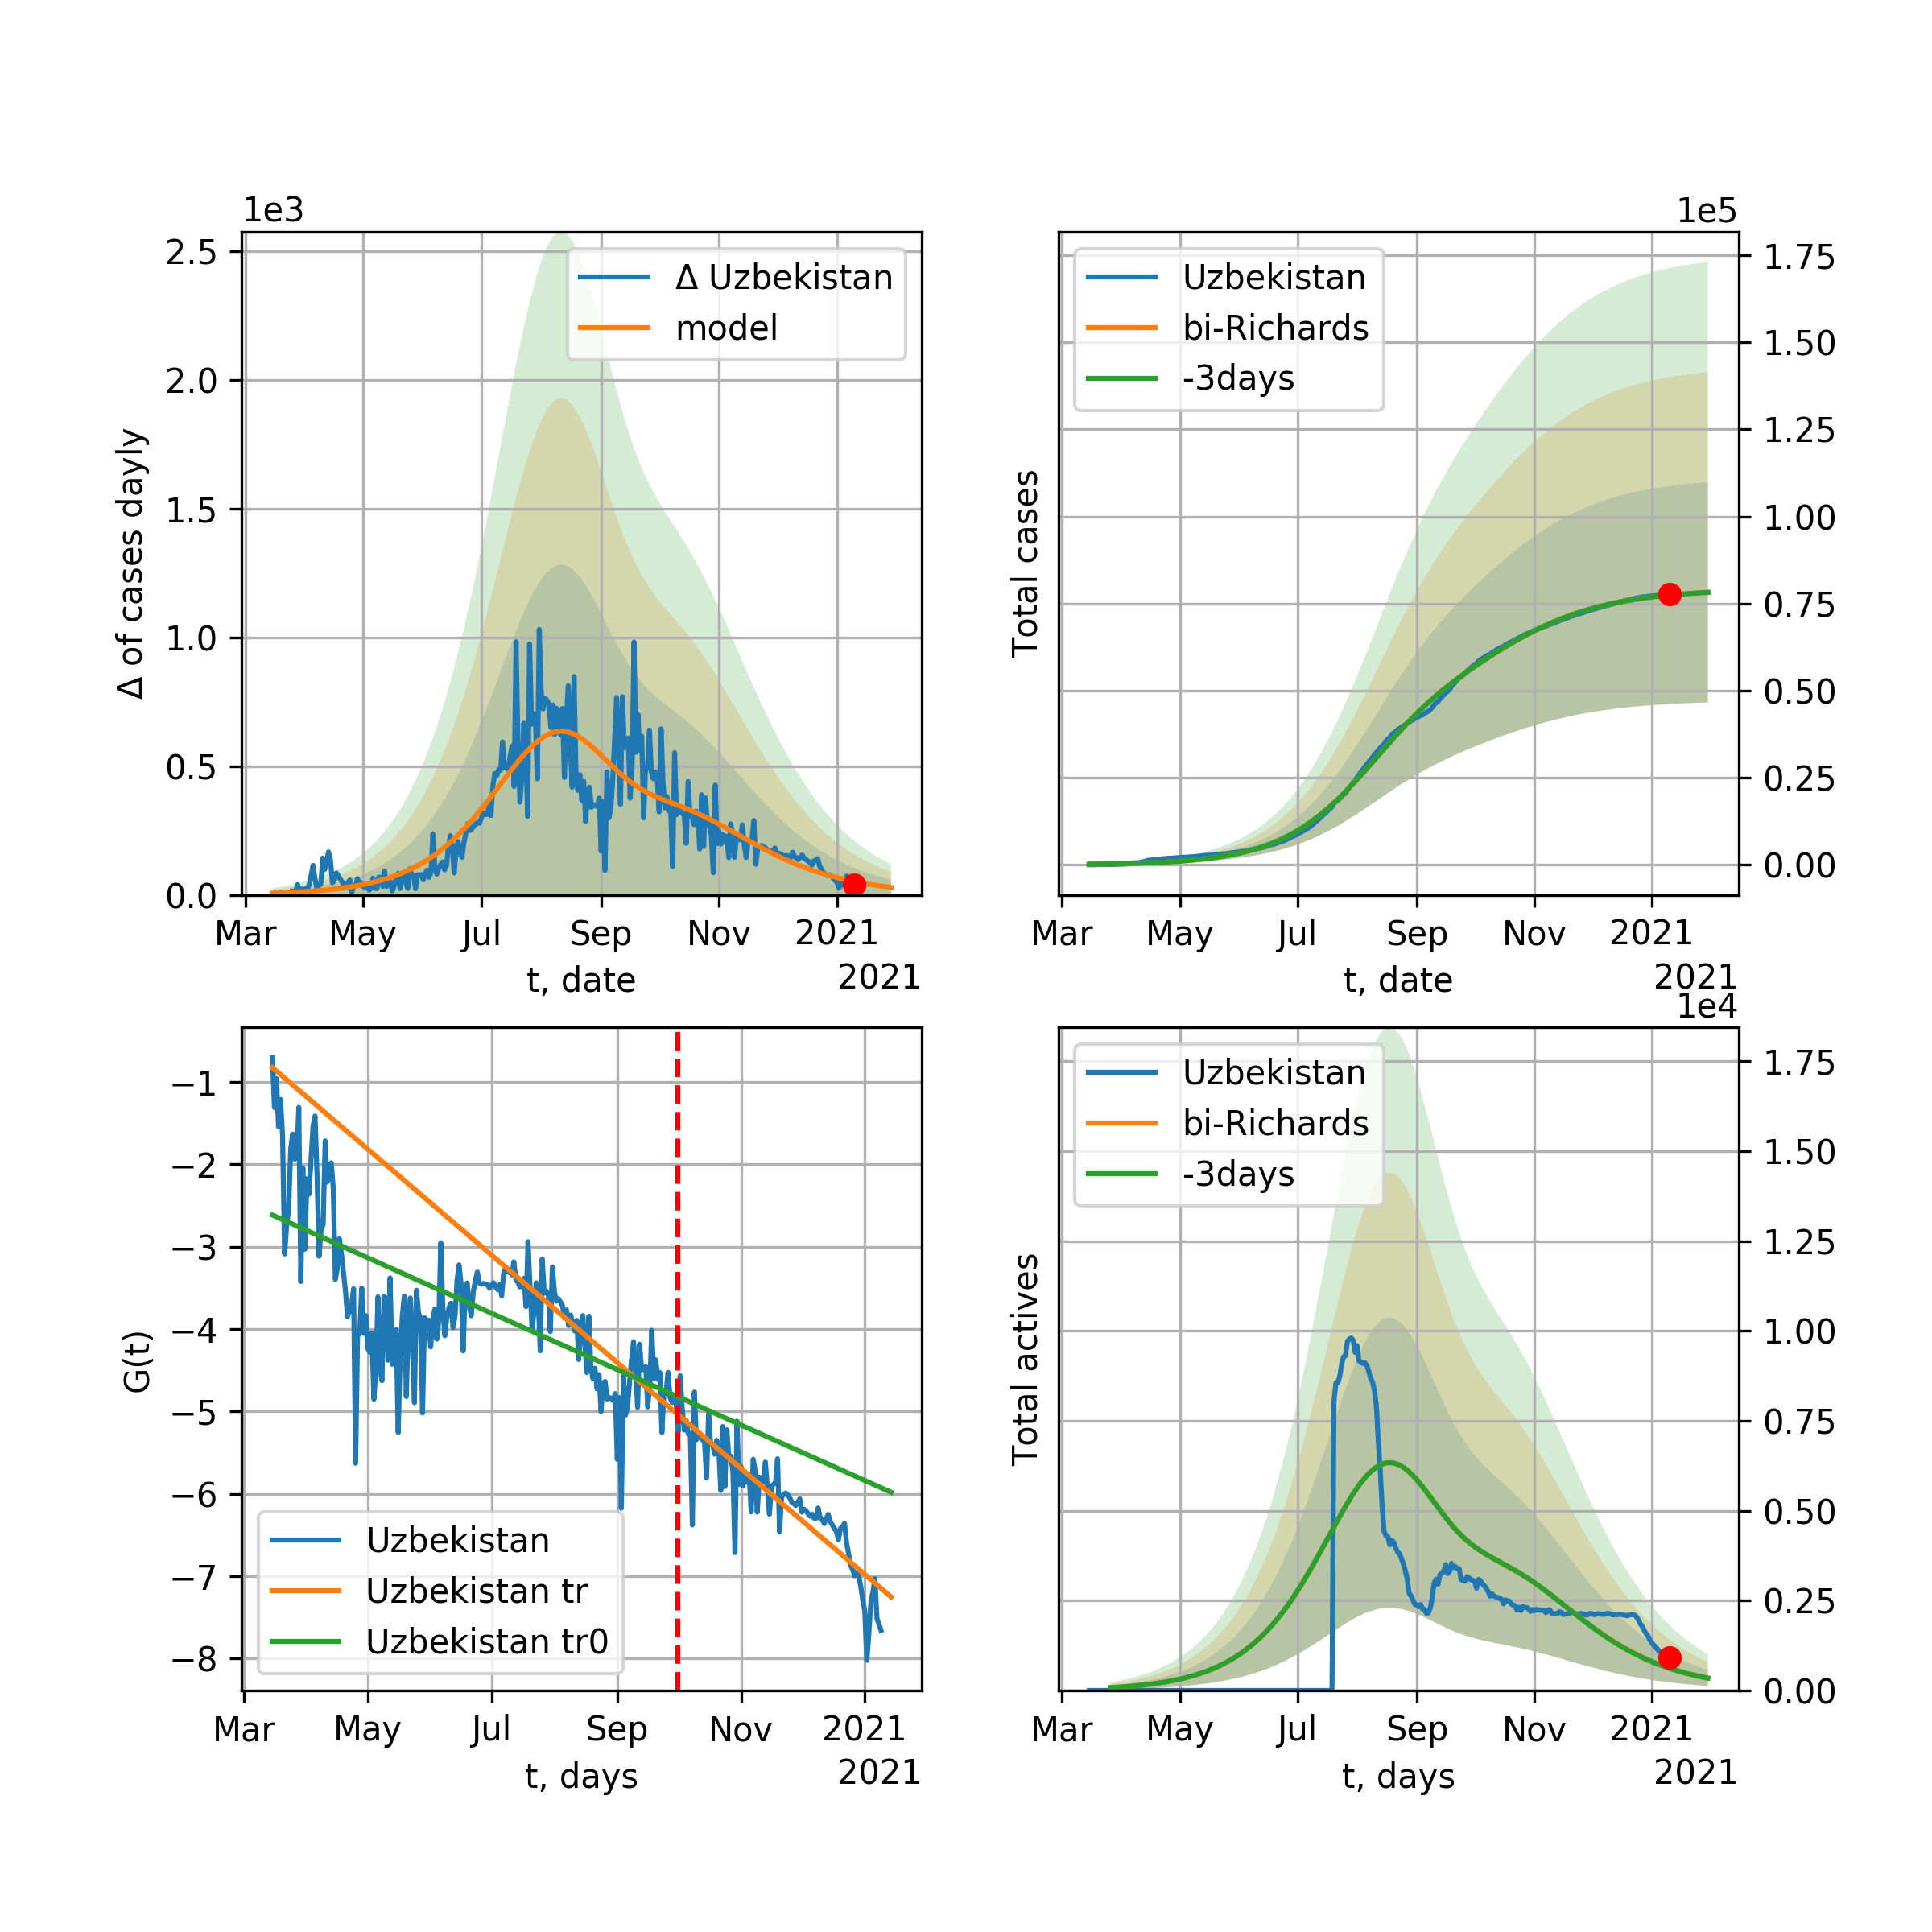 1e3
2.5
2.0
1.5
1.0
0.5
0.0
Δ of cases dayly
Δ Uzbekistan
model
Mar May Jul Sep Nov 2021
t, date
2021
1e5
Uzbekistan
bi-Richards
-3days
Total cases
1.75
1.50
1.25
1.00
0.75
0.50
0.25
0.00
Mar May Jul Sep Nov 2021
t, date
2021
−1
−2
−3
−4
−5
−6
−7
−8
G(t)
Uzbekistan
Uzbekistan tr
Uzbekistan tr0
Mar May Jul Sep Nov 2021
t, days
2021
1e4
Uzbekistan
bi-Richards
-3days
Total actives
1.75
1.50
1.25
1.00
0.75
0.50
0.25
0.00
Mar May Jul Sep Nov 2021
t, days
2021